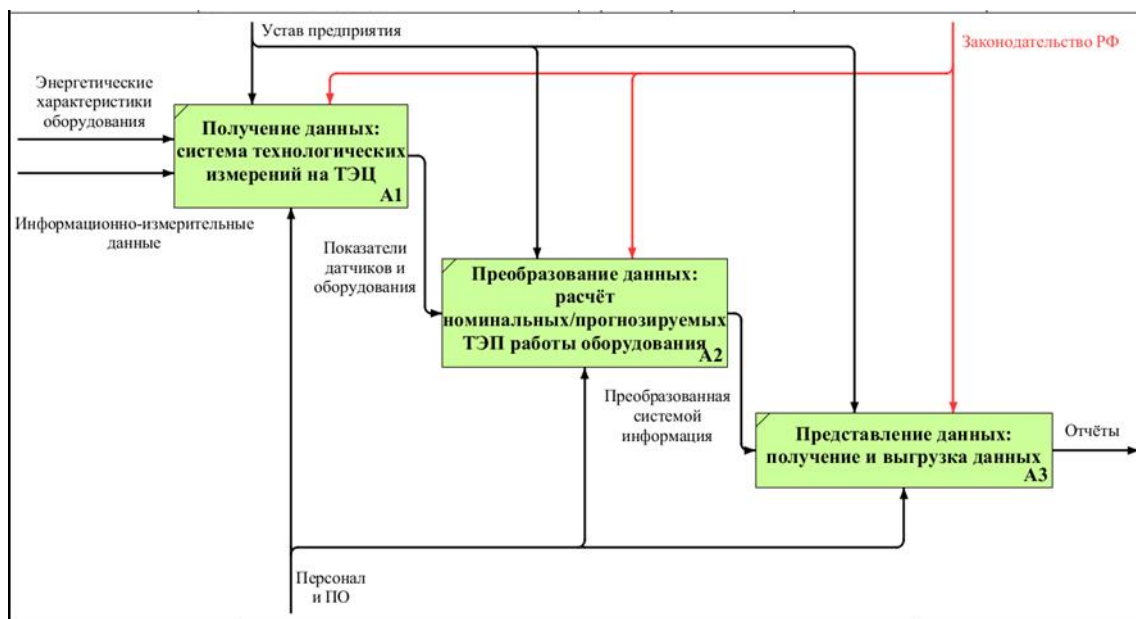 Устав предприятия
Законодательство РФ
Энергетические
характеристики
оборудования
Получение данных:
система технологических
измерений на ТЭЦ
A1
Информационно-измерительные
данные
Показатели
датчиков и
оборудования
Преобразование данных:
расчёт
номинальных/прогнозируемых
ТЭП работы оборудования
A2
Преобразованная
системой
информация
Представление данных:
получение и выгрузка данных
A3
Отчёты
Персонал
и ПО